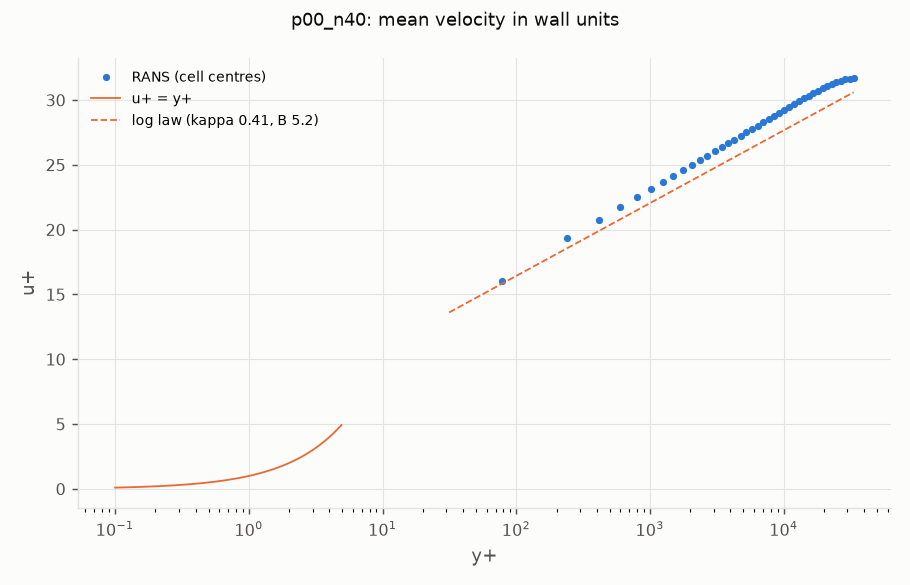 p00_n40: mean velocity in wall units
RANS (cell centres)
u+ = y+
log law (kappa 0.41, B 5.2)
u+
30
25
20
15
10
5
0
10⁻¹ 10⁰ 10¹ 10² 10³ 10⁴
y+